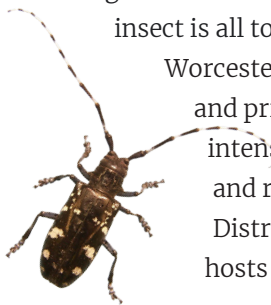 insect is all to
Worceste
and pri
intens
and r
Distr
hosts